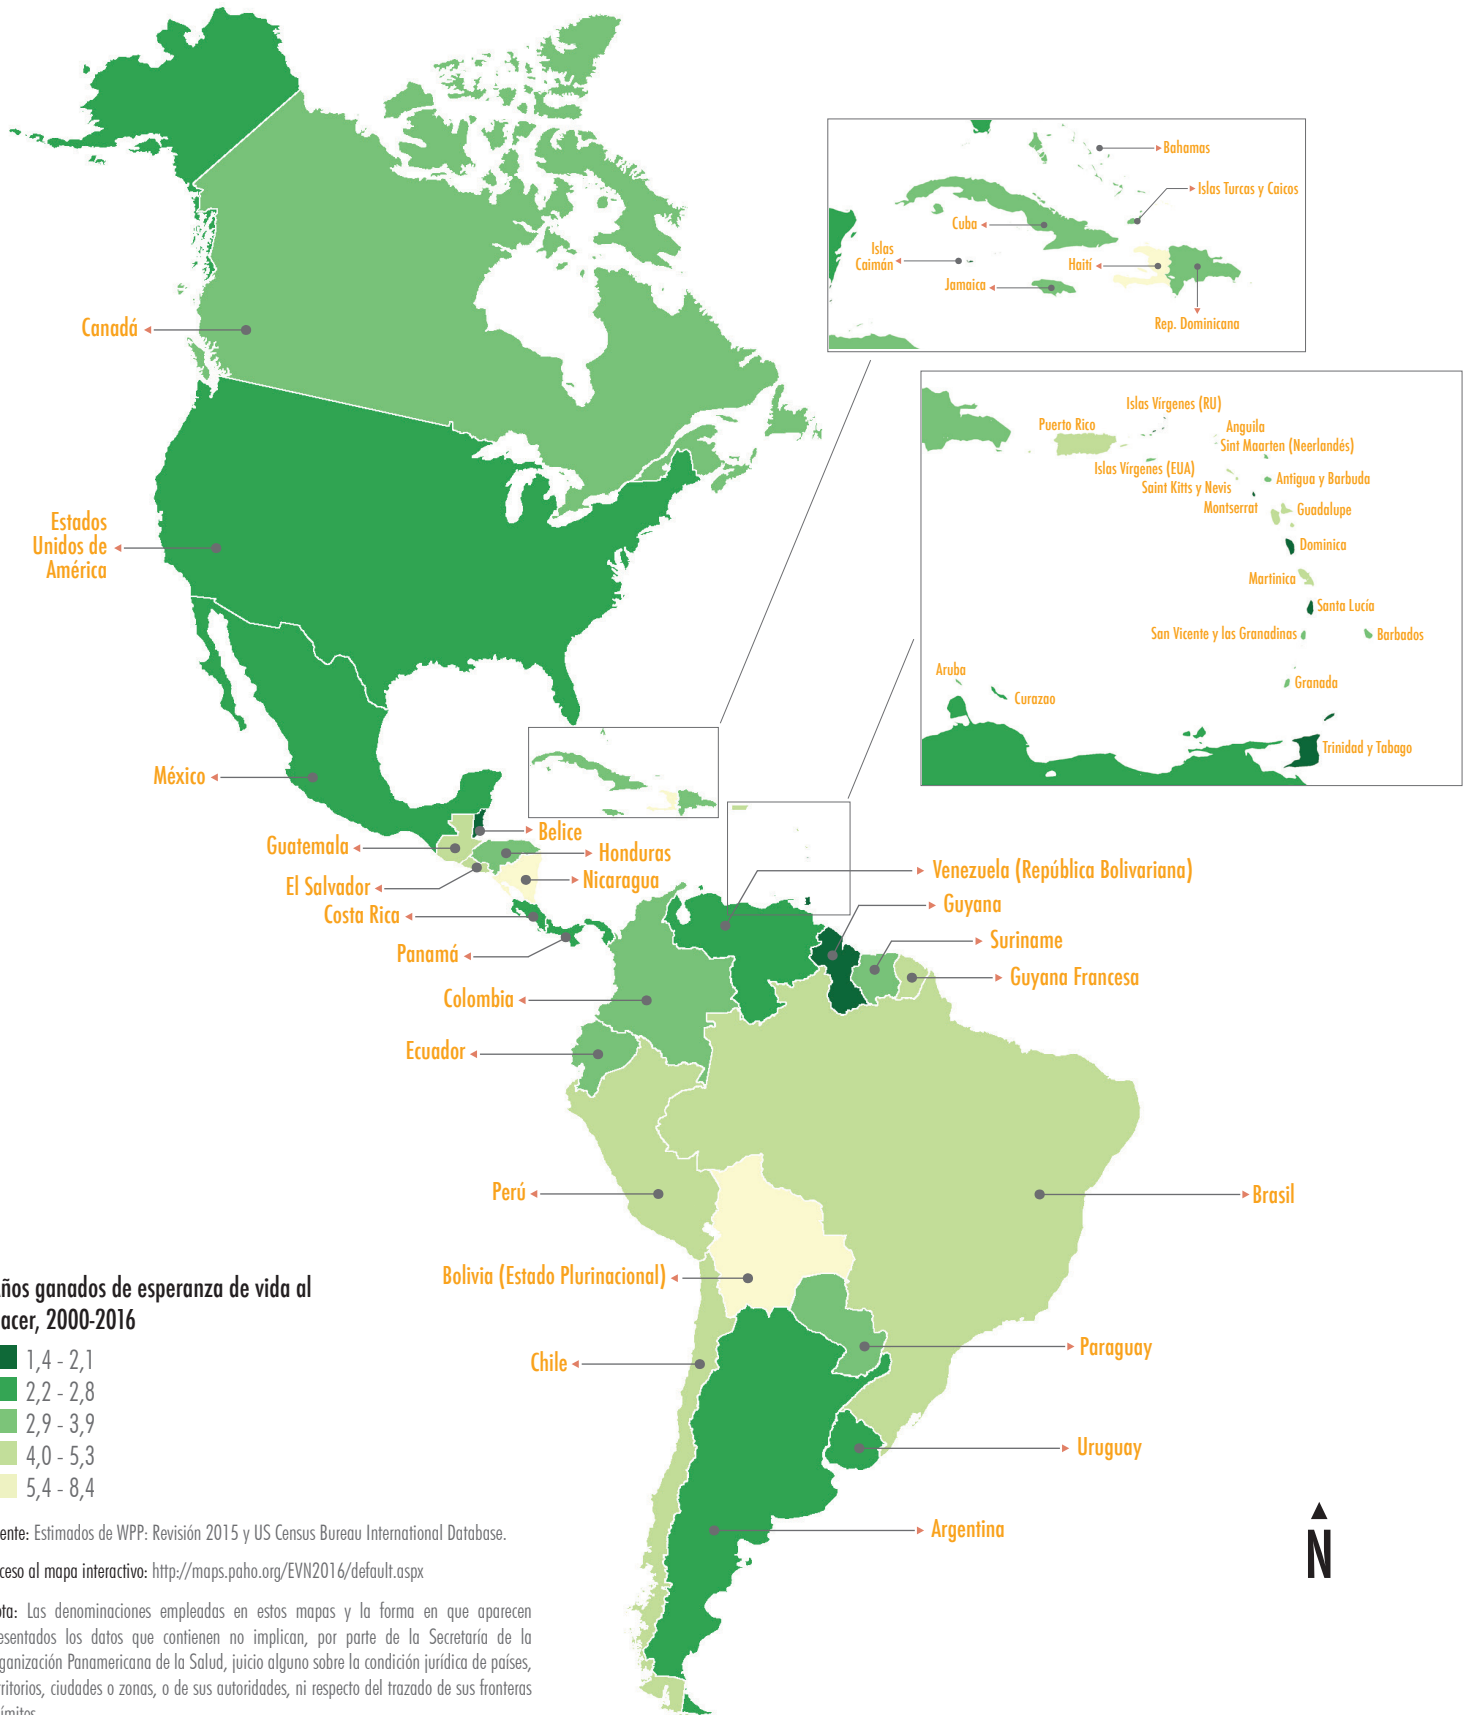 Canadá
Estados
Unidos de
América
México
Guatemala
El Salvador
Costa Rica
Panamá
Colombia
Ecuador
Perú
Bolivia (Estado Plurinacional)
Chile
Belice
Honduras
Nicaragua
Venezuela (República Bolivariana)
Guyana
Suriname
Guyana Francesa
Brasil
Paraguay
Uruguay
Argentina
Bahamas
Islas Turcas y Caicos
Cuba
Islas
Caimán
Haití
Jamaica
Rep. Dominicana
Islas Vírgenes (RU)
Puerto Rico
Anguila
Sint Maarten (Neerlandés)
Islas Vírgenes (EUA)
Saint Kitts y Nevis
Antigua y Barbuda
Montserrat
Guadalupe
Dominica
Martinica
Santa Lucía
San Vicente y las Granadinas
Barbados
Aruba
Granada
Curazao
Trinidad y Tabago
ños ganados de esperanza de vida al
acer, 2000-2016
1,4 - 2,1
2,2 - 2,8
2,9 - 3,9
4,0 - 5,3
5,4 - 8,4
ente: Estimados de WPP: Revisión 2015 y US Census Bureau International Database.
ceso al mapa interactivo: http://maps.paho.org/EVN2016/default.aspx
ota: Las denominaciones empleadas en estos mapas y la forma en que aparecen
esentados los datos que contienen no implican, por parte de la Secretaría de la
ganización Panamericana de la Salud, juicio alguno sobre la condición jurídica de países,
rritorios, ciudades o zonas, o de sus autoridades, ni respecto del trazado de sus fronteras
ímites.
N